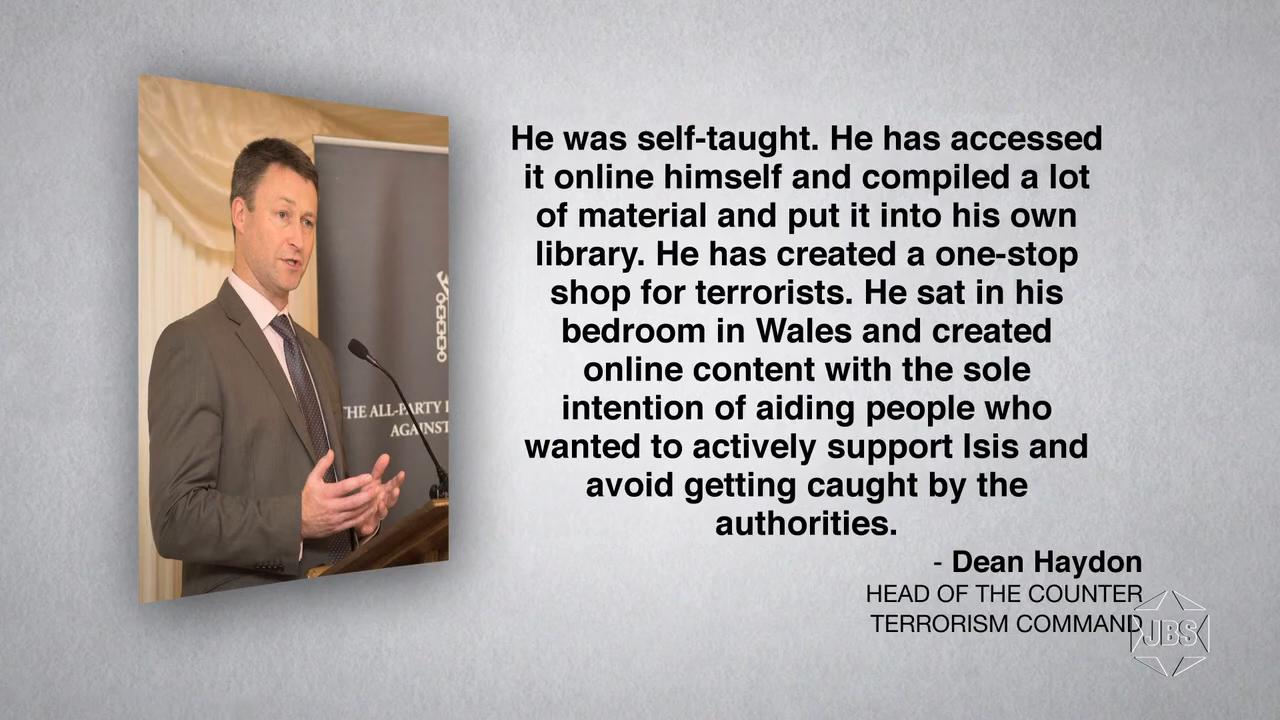 He was self-taught. He has accessed
it online himself and compiled a lot
of material and put it into his own
library. He has created a one-stop
shop for terrorists. He sat in his
bedroom in Wales and created
online content with the sole
intention of aiding people who
wanted to actively support Isis and
avoid getting caught by the
authorities.
- Dean Haydon
HEAD OF THE COUNTER
TERRORISM COMMAND
JBS
THE ALL-PARTY
AGAINST